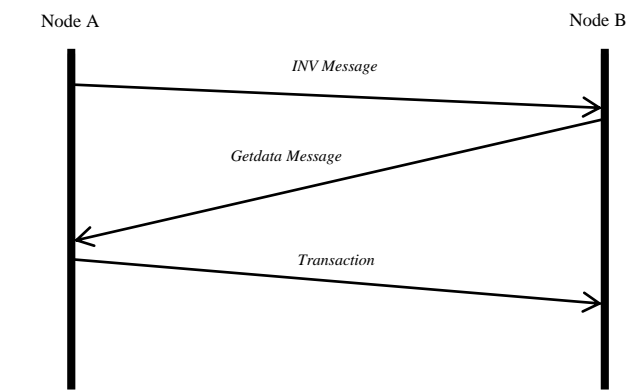 Node A
Node B
INV Message
Getdata Message
Transaction